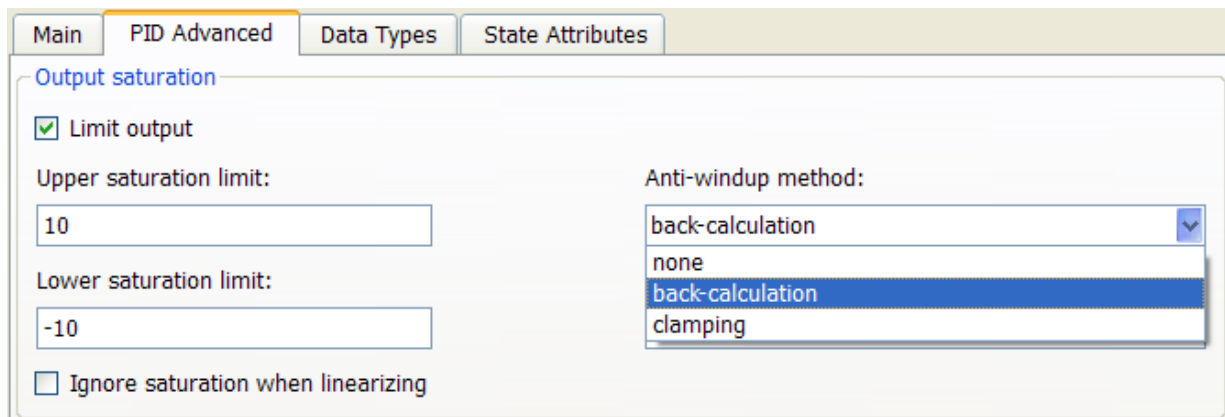 Main
PID Advanced
Data Types
State Attributes
Output saturation
Limit output
Upper saturation limit:
10
Lower saturation limit:
-10
Ignore saturation when linearizing
Anti-windup method:
back-calculation
none
back-calculation
clamping